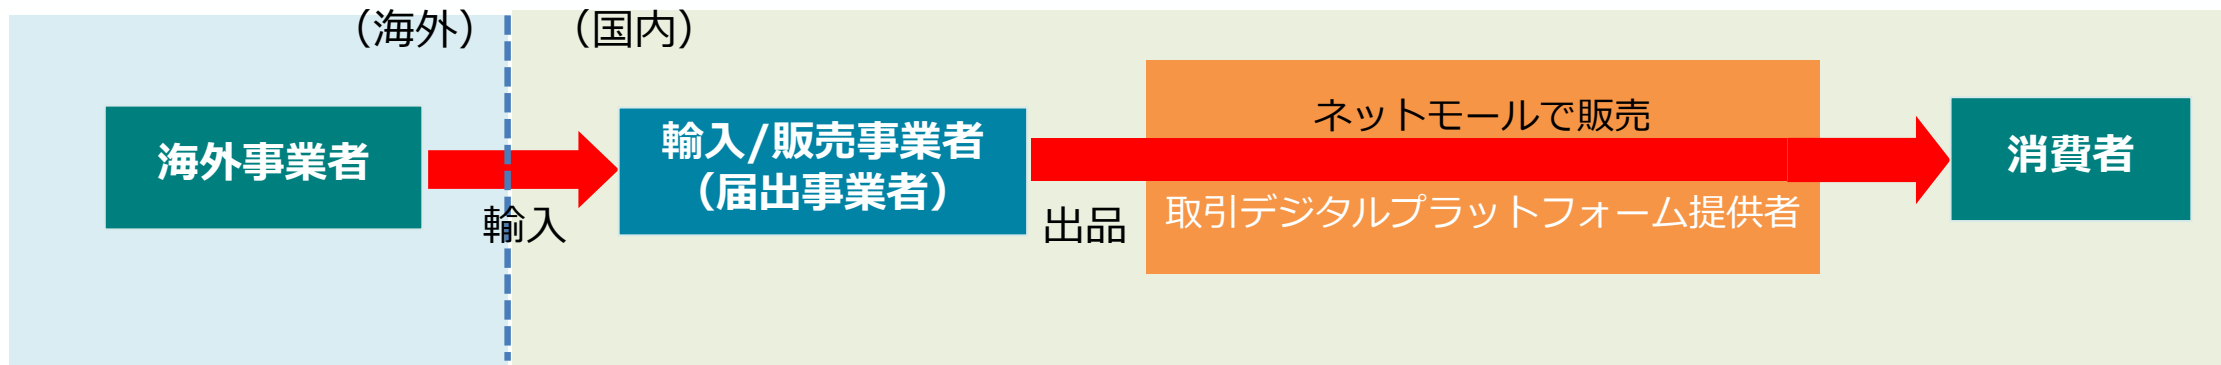 （海外）
（国内）
海外事業者
輸入
輸入/販売事業者
（届出事業者）
出品
ネットモールで販売
取引デジタルプラットフォーム提供者
消費者